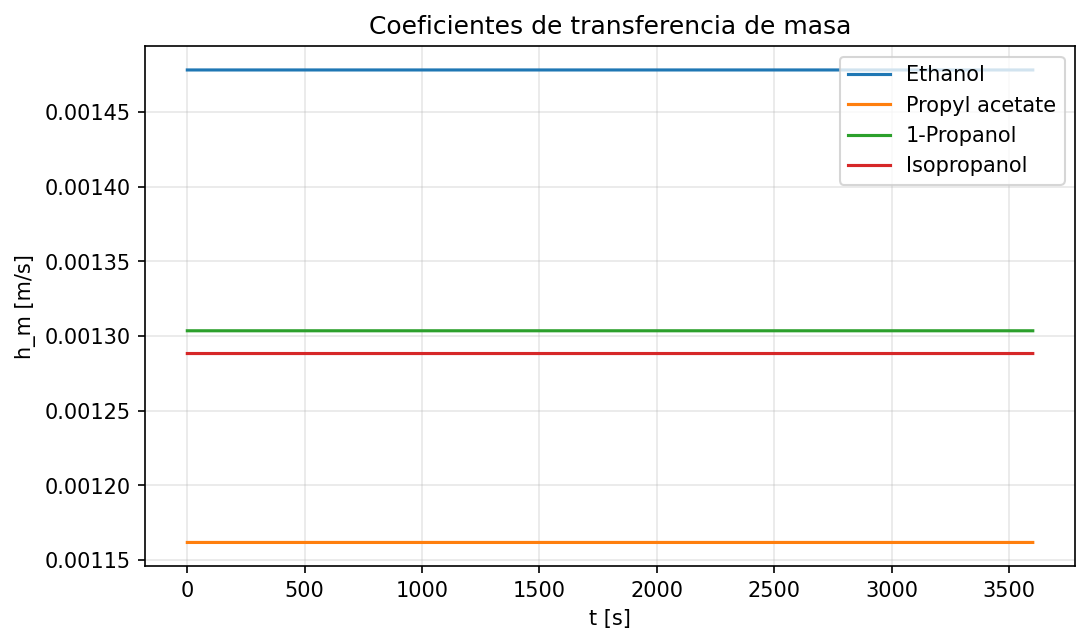 Coeficientes de transferencia de masa
Ethanol
Propyl acetate
1-Propanol
Isopropanol
h_m [m/s]
0.00145
0.00140
0.00135
0.00130
0.00125
0.00120
0.00115
0 500 1000 1500 2000 2500 3000 3500
t [s]